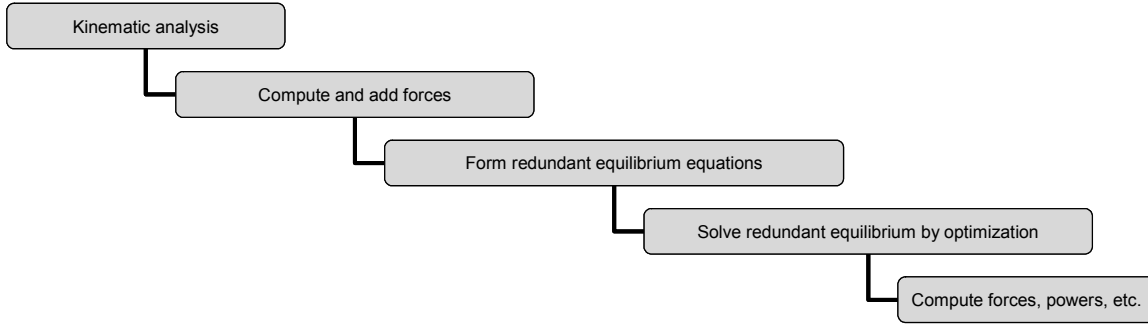 Kinematic analysis
Compute and add forces
Form redundant equilibrium equations
Solve redundant equilibrium by optimization
Compute forces, powers, etc.